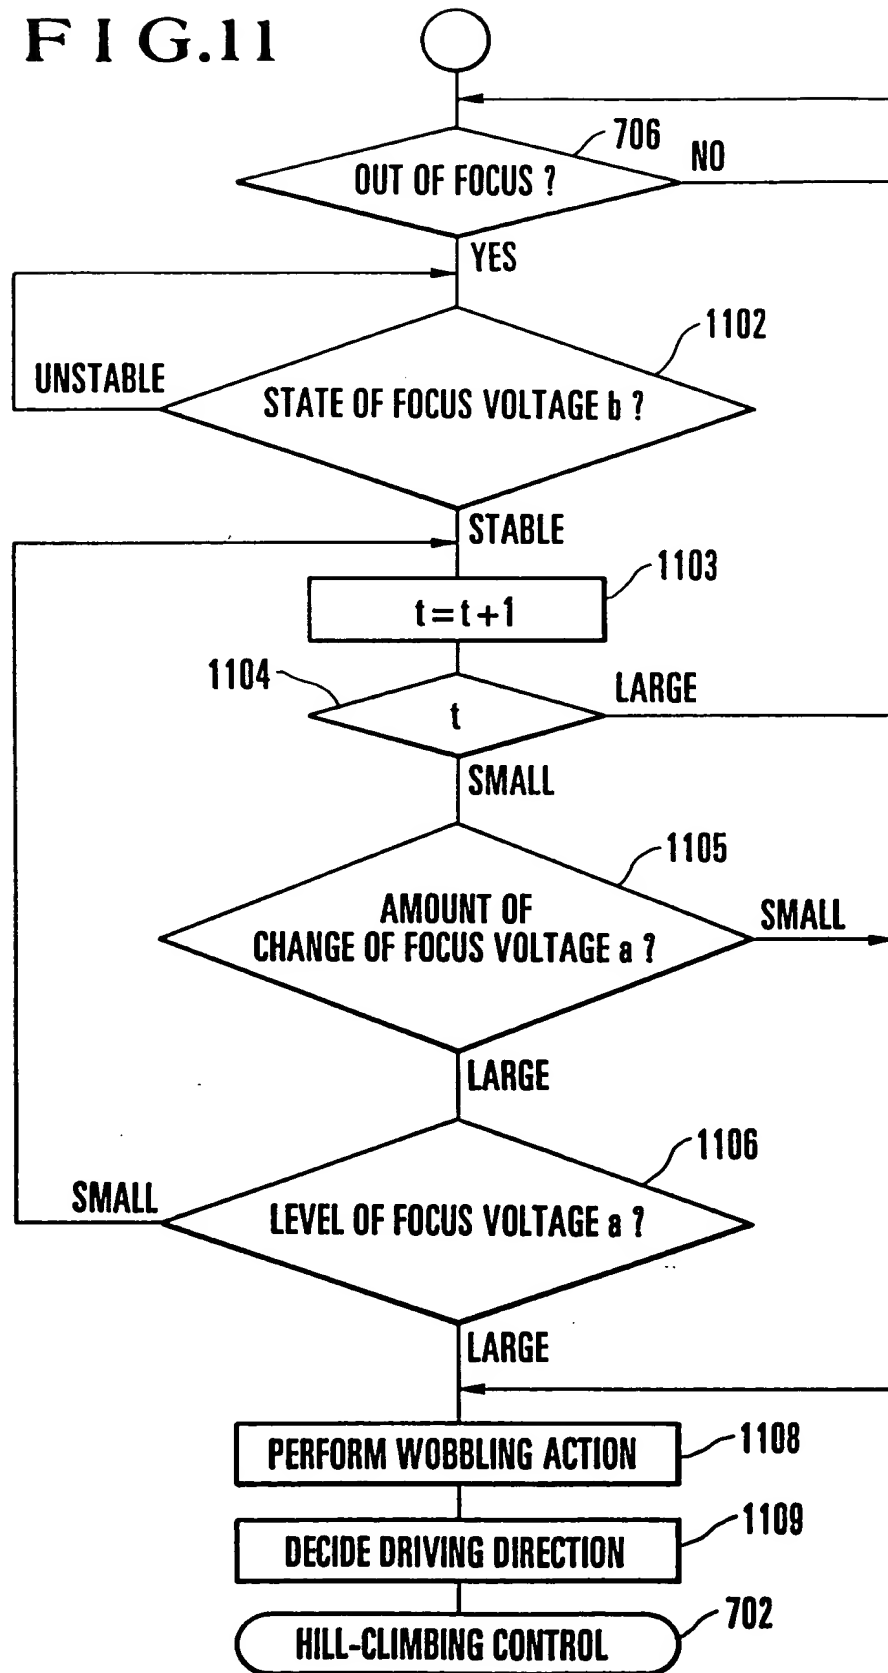 FIG.11
706
OUT OF FOCUS ?
NO
YES
1102
UNSTABLE
STATE OF FOCUS VOLTAGE b ?
STABLE
1103
t = t +1
1104
LARGE
t
SMALL
1105
AMOUNT OF
CHANGE OF FOCUS VOLTAGE a ?
SMALL
LARGE
1106
SMALL
LEVEL OF FOCUS VOLTAGE a ?
LARGE
PERFORM WOBBLING ACTION
1108
DECIDE DRIVING DIRECTION
1109
HILL-CLIMBING CONTROL
702